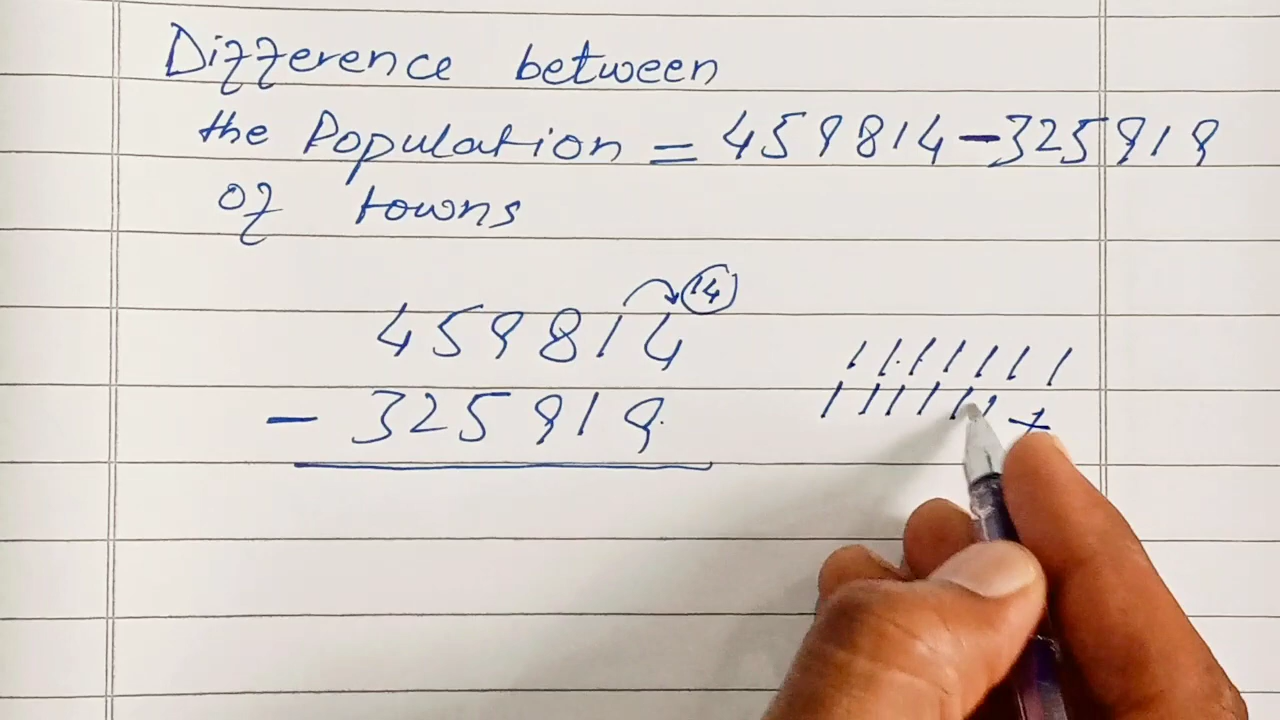 Difference between
the Population = 459814-325919
of towns
14
459814
- 325919